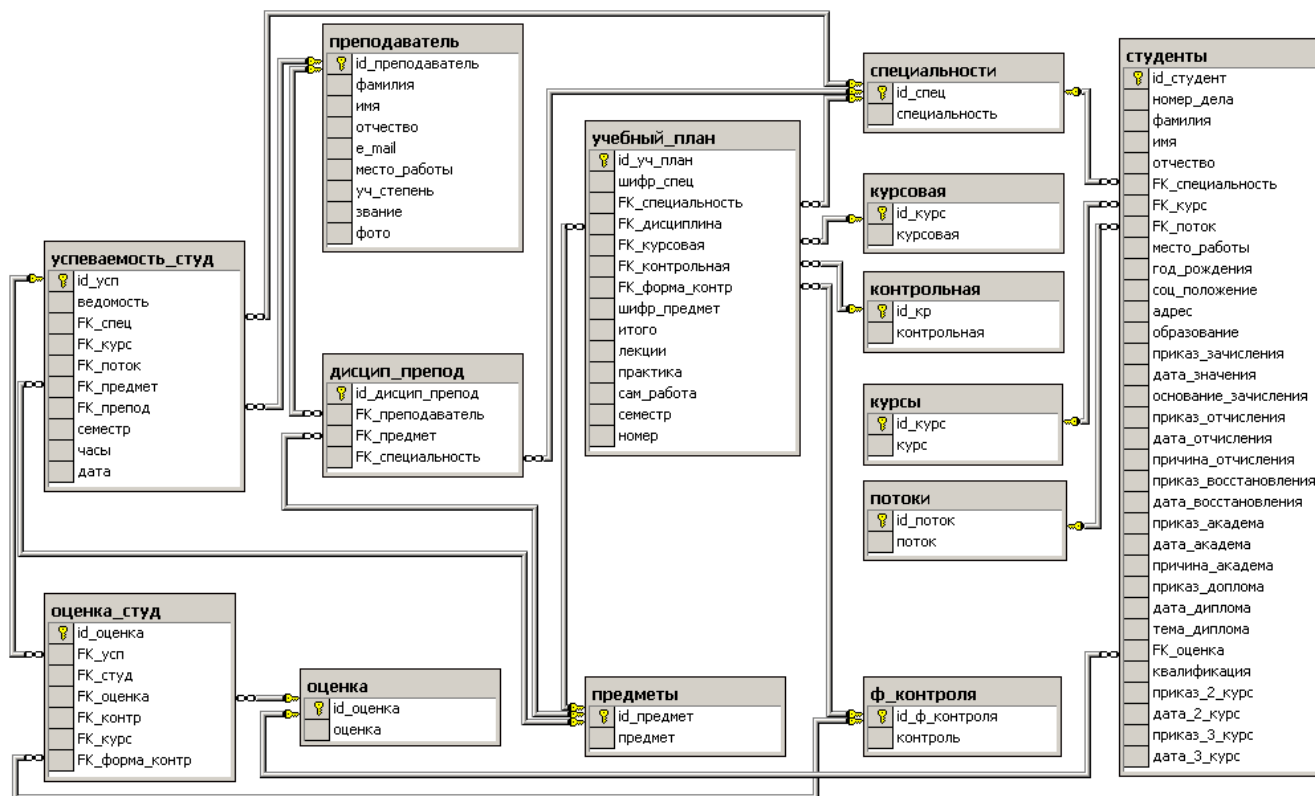 преподаватель
id_преподаватель
фамилия
имя
отчество
e_mail
место_работы
уч_степень
звание
фото
специальности
id_спец
специальность
студенты
id_студент
номер_дела
фамилия
имя
отчество
FK_специальность
FK_курс
FK_поток
место_работы
год_рождения
соц_положение
адрес
образование
приказ_зачисления
дата_значения
основание_зачисления
приказ_отчисления
дата_отчисления
причина_отчисления
приказ_восстановления
дата_восстановления
приказ_академа
дата_академа
причина_академа
приказ_доплома
дата_диплома
тема_диплома
FK_оценка
квалификация
приказ_2_курс
дата_2_курс
приказ_3_курс
дата_3_курс
учебный_план
id_уч_план
шифр_спец
FK_специальность
FK_дисциплина
FK_курсовая
FK_контрольная
FK_форма_контр
шифр_предмет
итого
лекции
практика
сам_работа
семестр
номер
курсовая
id_курс
курсовая
контрольная
id_кр
контрольная
успеваемость_студ
id_усп
ведомость
FK_спец
FK_курс
FK_поток
FK_предмет
FK_препод
семестр
часы
дата
дисцип_препод
id_дисцип_препод
FK_преподаватель
FK_предмет
FK_специальность
курсы
id_курс
курс
потоки
id_поток
поток
оценка_студ
id_оценка
FK_усп
FK_студ
FK_оценка
FK_контр
FK_курс
FK_форма_контр
оценка
id_оценка
оценка
предметы
id_предмет
предмет
ф_контроля
id_ф_контроля
контроль